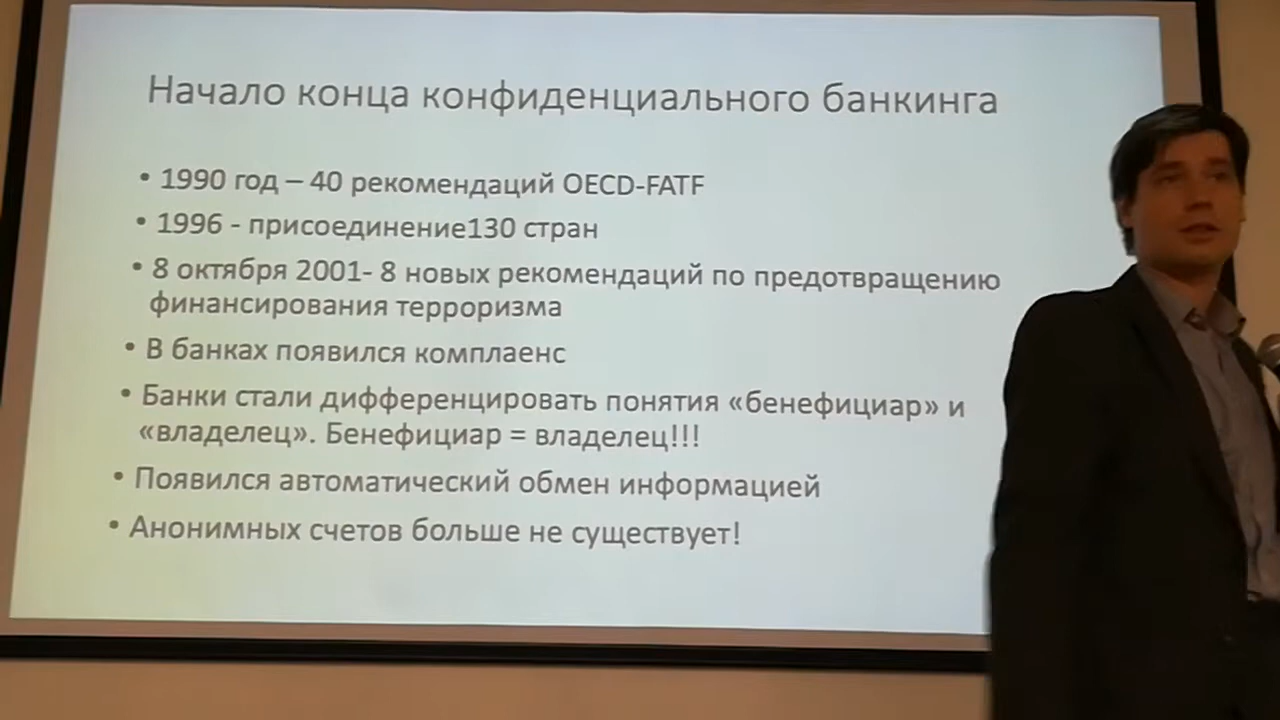 Начало конца конфиденциального банкинга
• 1990 год – 40 рекомендаций OECD-FATF
• 1996 - присоединение130 стран
• 8 октября 2001- 8 новых рекомендаций по предотвращению
финансирования терроризма
• В банках появился комплаенс
• Банки стали дифференцировать понятия «бенефициар» и
«владелец». Бенефициар = владелец!!!
• Появился автоматический обмен информацией
• Анонимных счетов больше не существует!